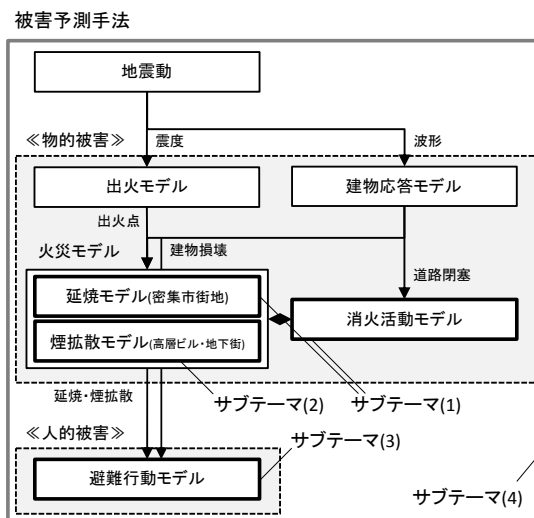 被害予測手法
地震動
≪物的被害≫
震度
波形
出火モデル
建物応答モデル
出火点
火災モデル
建物損壊
道路閉塞
延焼モデル(密集市街地)
消火活動モデル
煙拡散モデル(高層ビル・地下街)
延焼・煙拡散
サブテーマ(2)
サブテーマ(1)
≪人的被害≫
サブテーマ(3)
避難行動モデル
サブテーマ(4)